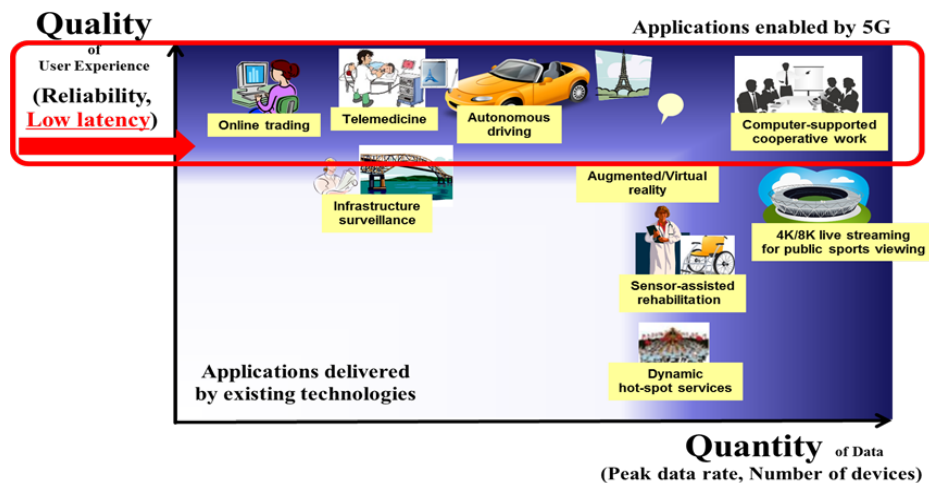 Quality
of
User Experience
(Reliability,
Low latency)
Applications enabled by 5G
Online trading
Telemedicine
Autonomous
driving
Computer-supported
cooperative work
Infrastructure
surveillance
Augmented/Virtual
reality
4K/8K live streaming
for public sports viewing
Sensor-assisted
rehabilitation
Dynamic
hot-spot services
Applications delivered
by existing technologies
Quantity of Data
(Peak data rate, Number of devices)